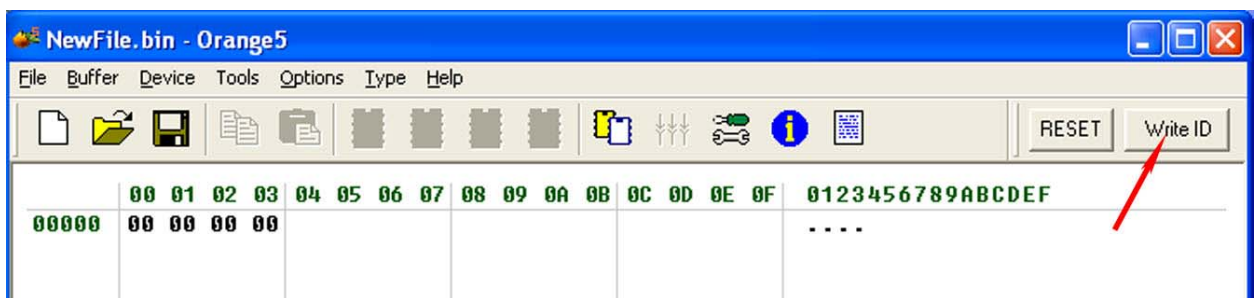 NewFile.bin - Orange5
File Buffer Device Tools Options Type Help
RESET Write ID
00 01 02 03 04 05 06 07 08 09 0A 0B 0C 0D 0E 0F 0123456789ABCDEF
00000 00 00 00 00 ....